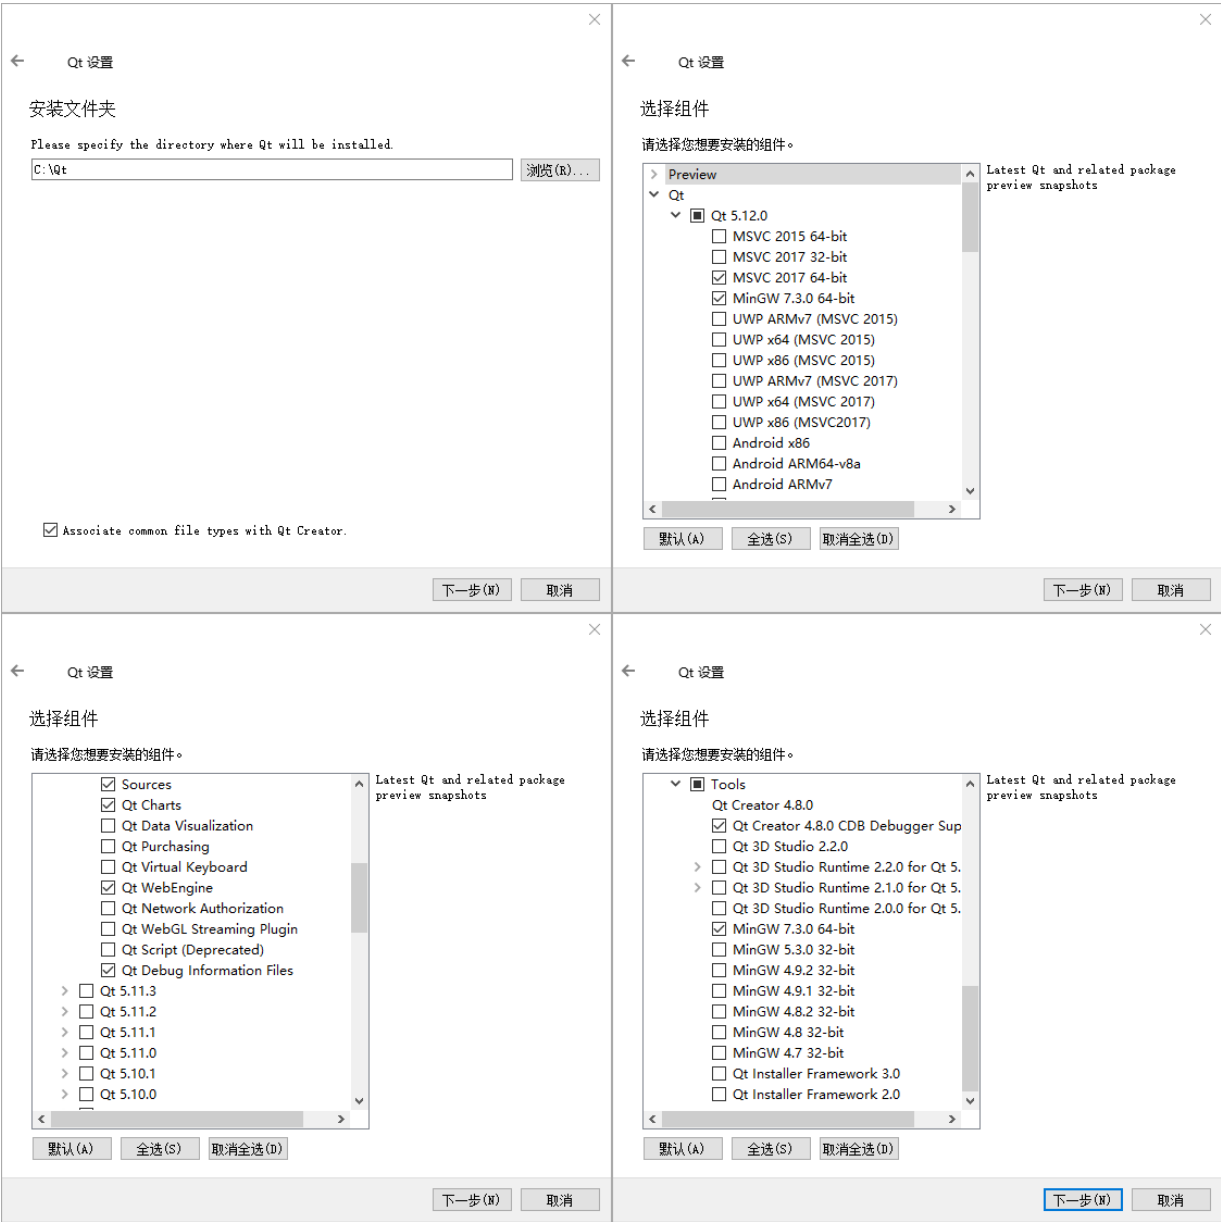 Qt 设置
安装文件夹
Please specify the directory where Qt will be installed.
C:\Qt
浏览(R)...
Associate common file types with Qt Creator.
下一步(N)
取消
Qt 设置
选择组件
请选择您想要安装的组件。
Preview
Qt
Qt 5.12.0
MSVC 2015 64-bit
MSVC 2017 32-bit
MSVC 2017 64-bit
MinGW 7.3.0 64-bit
UWP ARMv7 (MSVC 2015)
UWP x64 (MSVC 2015)
UWP x86 (MSVC 2015)
UWP ARMv7 (MSVC 2017)
UWP x64 (MSVC 2017)
UWP x86 (MSVC2017)
Android x86
Android ARM64-v8a
Android ARMv7
Latest Qt and related package
preview snapshots
默认(A)
全选(S)
取消全选(D)
下一步(N)
取消
Qt 设置
选择组件
请选择您想要安装的组件。
Sources
Qt Charts
Qt Data Visualization
Qt Purchasing
Qt Virtual Keyboard
Qt WebEngine
Qt Network Authorization
Qt WebGL Streaming Plugin
Qt Script (Deprecated)
Qt Debug Information Files
Qt 5.11.3
Qt 5.11.2
Qt 5.11.1
Qt 5.11.0
Qt 5.10.1
Qt 5.10.0
Latest Qt and related package
preview snapshots
默认(A)
全选(S)
取消全选(D)
下一步(N)
取消
Qt 设置
选择组件
请选择您想要安装的组件。
Tools
Qt Creator 4.8.0
Qt Creator 4.8.0 CDB Debugger Sup
Qt 3D Studio 2.2.0
Qt 3D Studio Runtime 2.2.0 for Qt 5.
Qt 3D Studio Runtime 2.1.0 for Qt 5.
Qt 3D Studio Runtime 2.0.0 for Qt 5.
MinGW 7.3.0 64-bit
MinGW 5.3.0 32-bit
MinGW 4.9.2 32-bit
MinGW 4.9.1 32-bit
MinGW 4.8.2 32-bit
MinGW 4.8 32-bit
MinGW 4.7 32-bit
Qt Installer Framework 3.0
Qt Installer Framework 2.0
Latest Qt and related package
preview snapshots
默认(A)
全选(S)
取消全选(D)
下一步(N)
取消